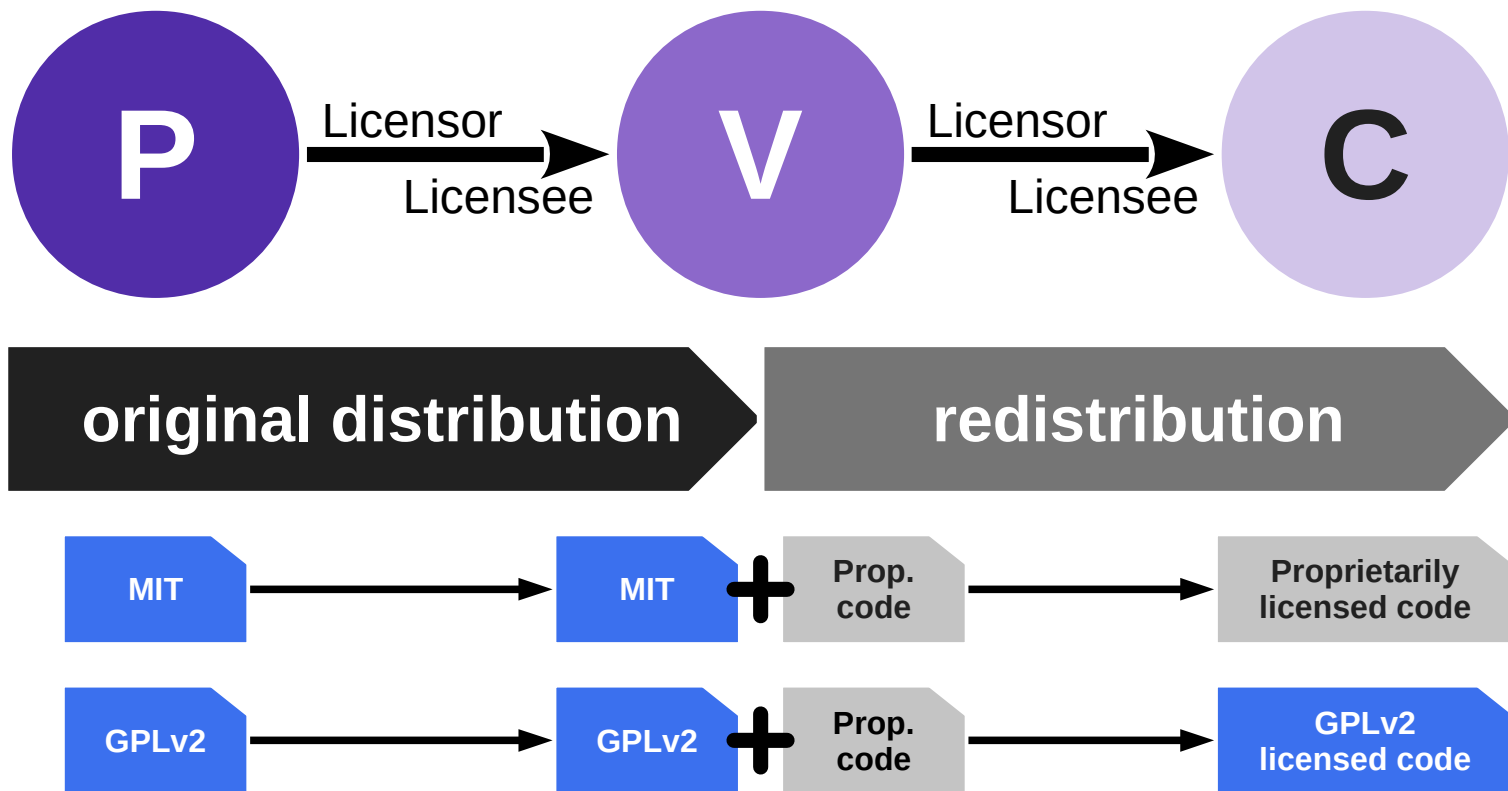 P
Licensor
Licensee
V
Licensor
Licensee
C
original distribution
redistribution
MIT
MIT
Prop.
code
Proprietarily
licensed code
GPLv2
GPLv2
Prop.
code
GPLv2
licensed code